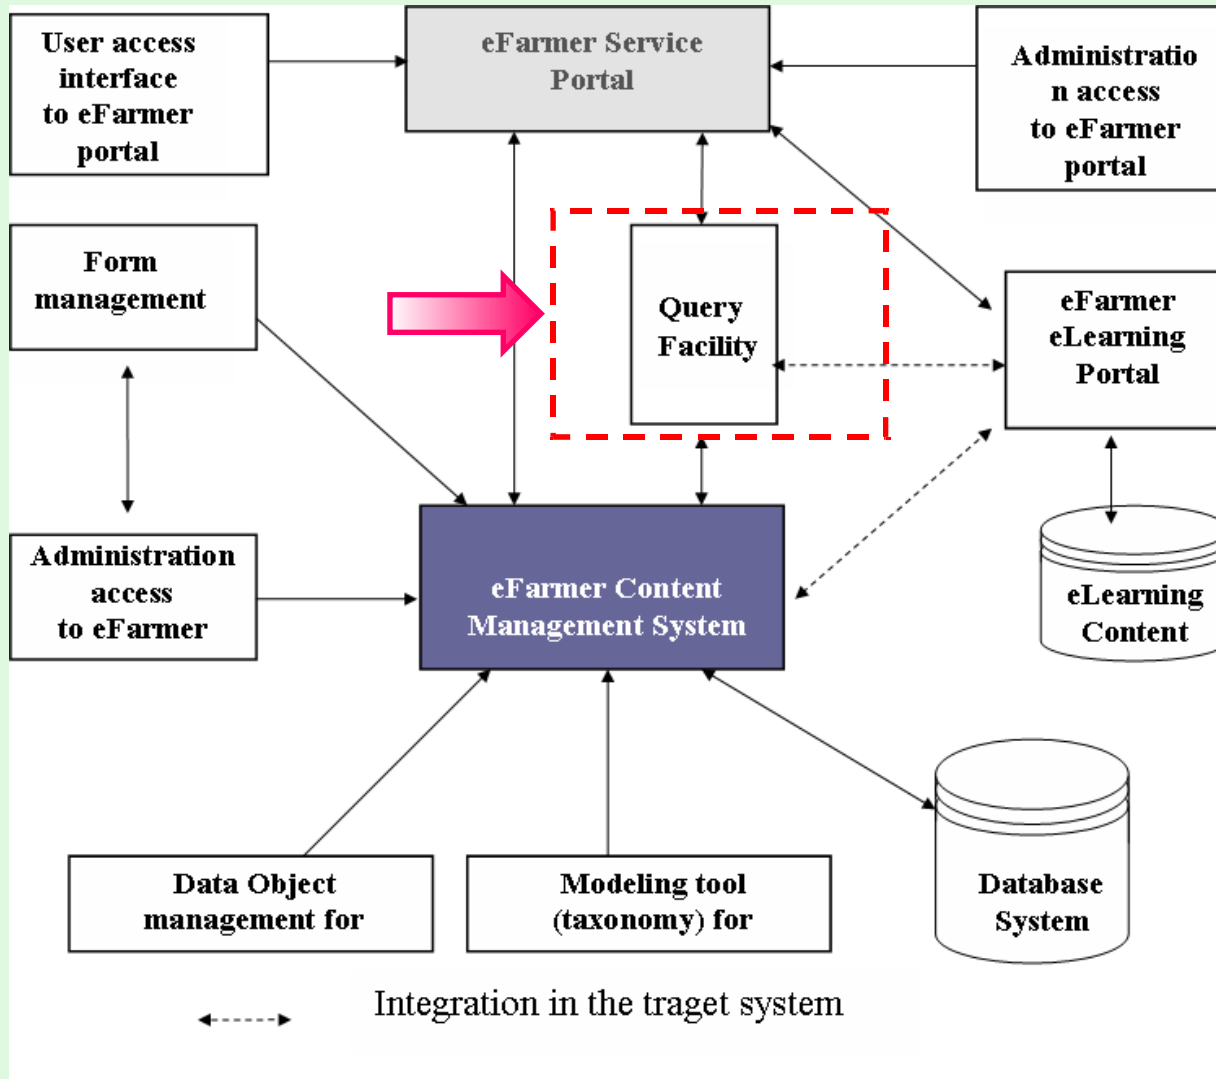 User access
interface
to eFarmer
portal
eFarmer Service
Portal
Administratio
n access
to eFarmer
portal
Form
management
Query
Facility
eFarmer
eLearning
Portal
Administration
access
to eFarmer
eFarmer Content
Management System
eLearning
Content
Data Object
management for
Modeling tool
(taxonomy) for
Database
System
Integration in the traget system